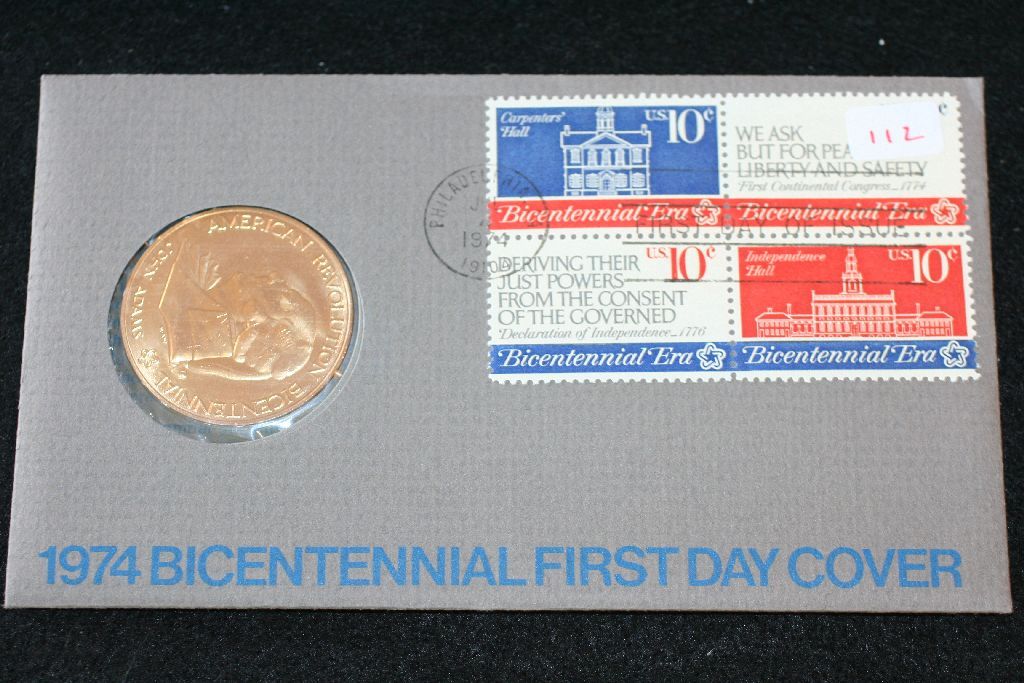 Carpenters'
Hall
U.S. 10c
Bicentennial Era
WE ASK
BUT FOR PEA
LIBERTY AND SAFETY
First Continental Congress...1774
c
112
Bicentennial Era
DERIVING THEIR
JUST POWERS
FROM THE CONSENT
OF THE GOVERNED
Declaration of Independence...1776
U.S. 10c
Bicentennial Era
Independence
Hall
U.S. 10c
Bicentennial Era
PHILADELPHIA
1974
19104
FIRST DAY OF ISSUE
AMERICAN REVOLUTION BICENTENNIAL
JOHN ADAMS
1974 BICENTENNIAL FIRST DAY COVER